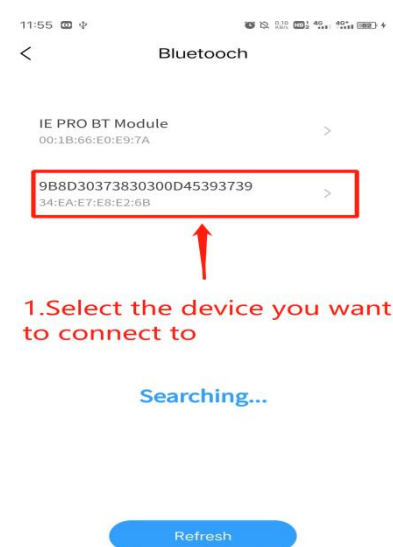 11:55
Bluetooch
IE PRO BT Module
00:1B:66:E0:E9:7A
9B8D30373830300D45393739
34:EA:E7:E8:E2:6B
1.Select the device you want
to connect to
Searching...
Refresh